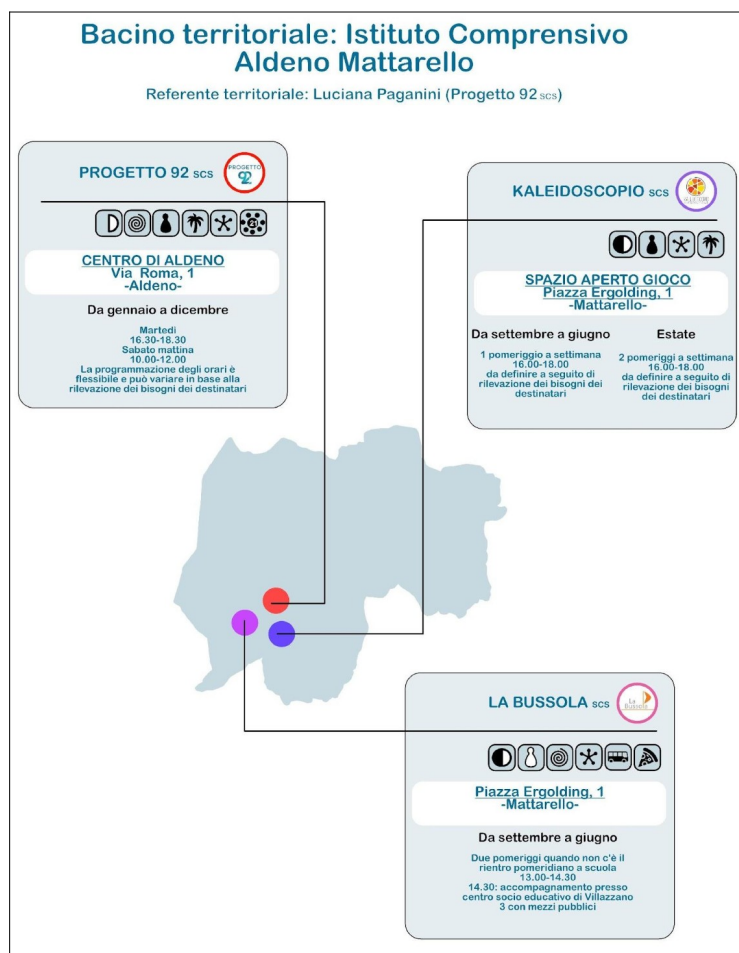 Bacino territoriale: Istituto Comprensivo
Aldeno Mattarello
Referente territoriale: Luciana Paganini (Progetto 92 scs)
PROGETTO 92 scs
PROGETTO
92
CENTRO DI ALDENO
Via Roma, 1
-Aldeno-
Da gennaio a dicembre
Martedì
16.30-18.30
Sabato mattina
10.00-12.00
La programmazione degli orari è
flessibile e può variare in base alla
rilevazione dei bisogni dei destinatari
KALEIDOSCOPIO scs
SPAZIO APERTO GIOCO
Piazza Ergolding, 1
-Mattarello-
Da settembre a giugno
1 pomeriggio a settimana
16.00-18.00
da definire a seguito di
rilevazione dei bisogni dei
destinatari
Estate
2 pomeriggi a settimana
16.00-18.00
da definire a seguito di
rilevazione dei bisogni
dei destinatari
LA BUSSOLA scs
La
Bussola
Piazza Ergolding, 1
-Mattarello-
Da settembre a giugno
Due pomeriggi quando non c'è il
rientro pomeridiano a scuola
13.00-14.30
14.30: accompagnamento presso
centro socio educativo di Villazzano
3 con mezzi pubblici